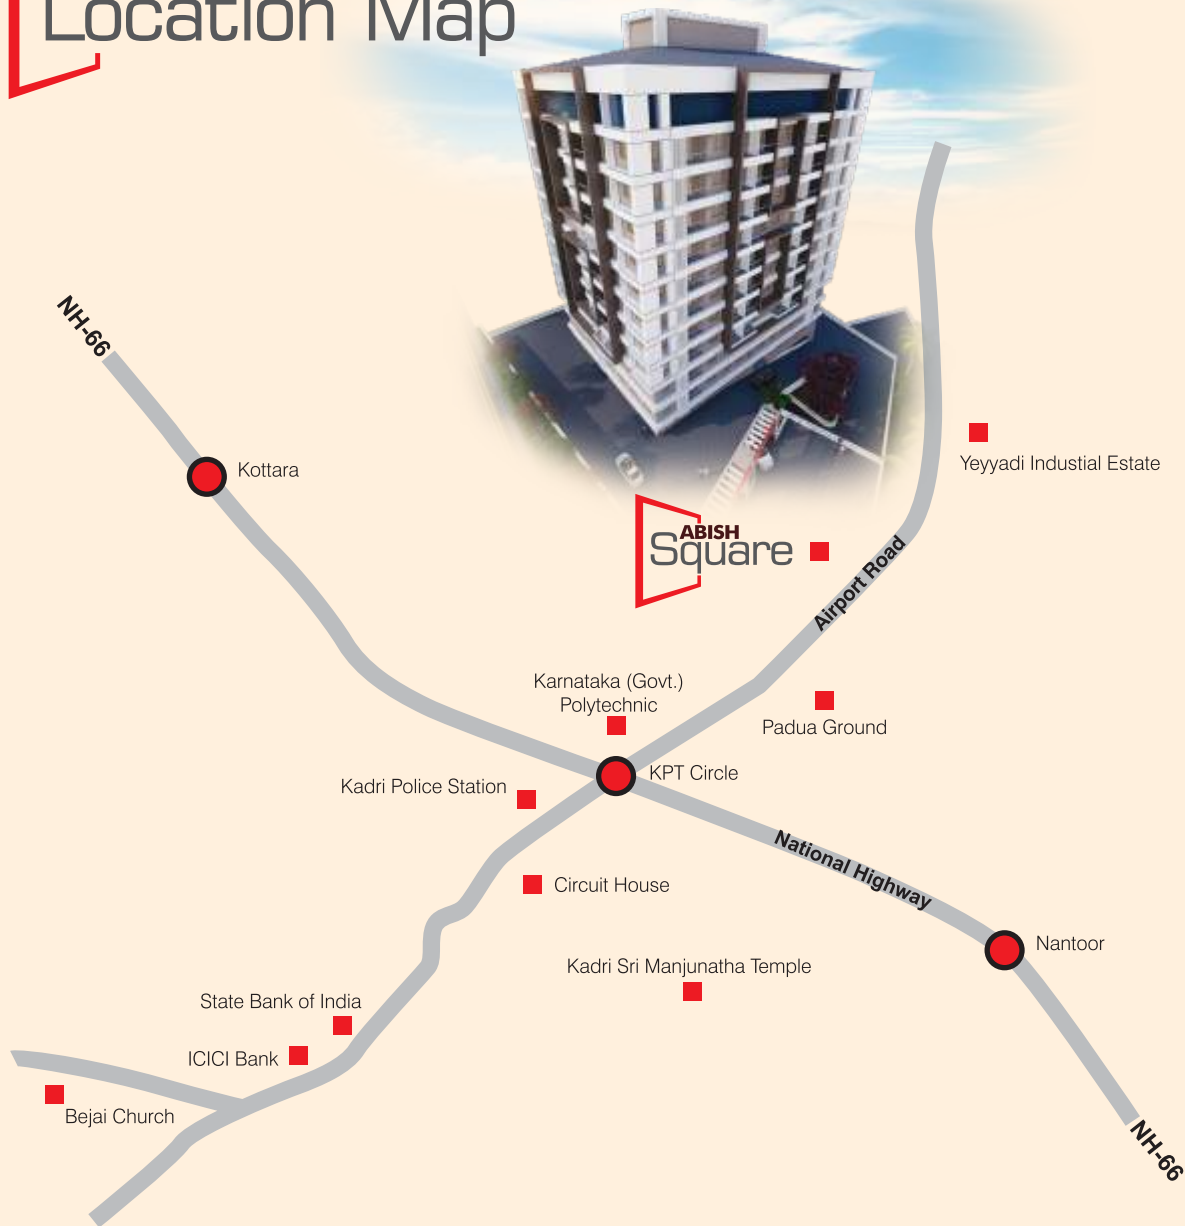 Location Map
NH-66
Kottara
Yeyyadi Industial Estate
ABISH
Square
Airport Road
Karnataka (Govt.)
Polytechnic
Padua Ground
KPT Circle
Kadri Police Station
National Highway
Circuit House
Nantoor
Kadri Sri Manjunatha Temple
State Bank of India
ICICI Bank
Bejai Church
NH-66